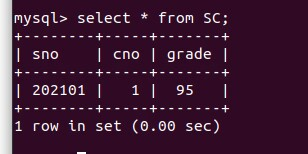 mysql> select * from SC;
+--------+-----+-------+
| sno    | cno | grade |
+--------+-----+-------+
| 202101 |   1 | 95    |
+--------+-----+-------+
1 row in set (0.00 sec)